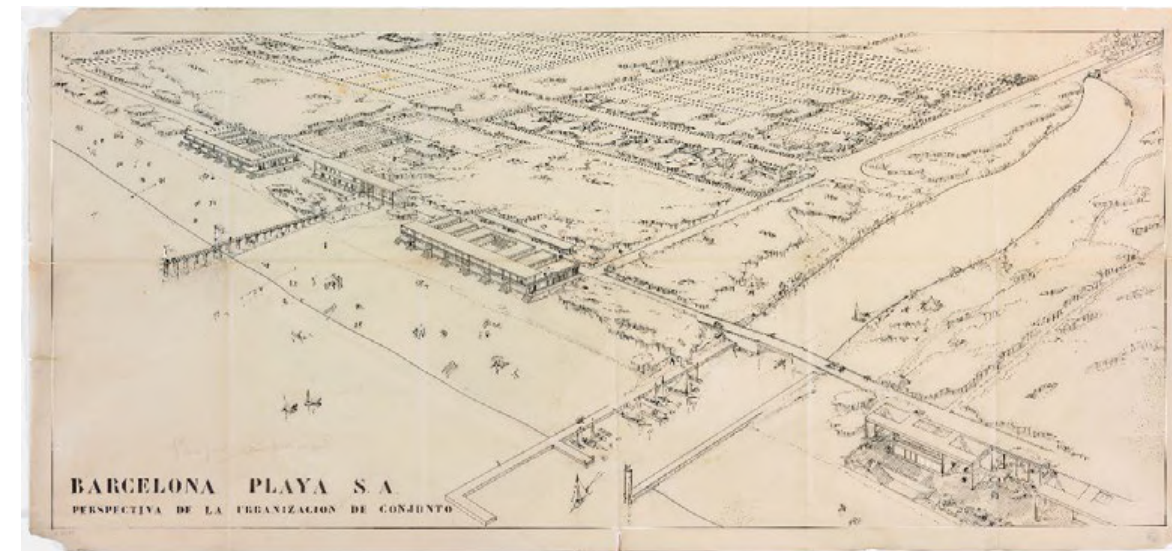 BARCELONA PLAYA S. A.
PERSPECTIVA DE LA URBANIZACION DE CONJUNTO